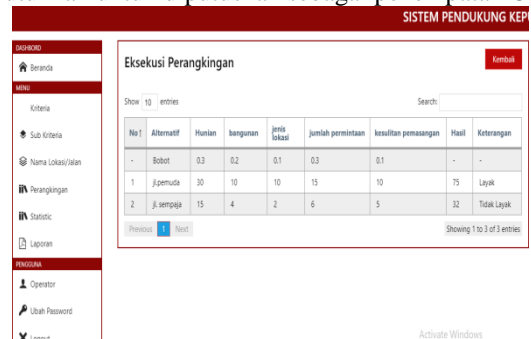 SISTEM PENDUKUNG KEP
DASHBORD
Beranda
MENU
Kriteria
Sub Kriteria
Nama Lokasi/Jalan
Perangkingan
Statistic
Laporan
PENGGUNA
Operator
Ubah Password
Eksekusi Perangkingan
Kembali
Show 10 entries
Search:
No Alternatif Hunian bangunan jenis lokasi jumlah permintaan kesulitan pemasangan Hasil Keterangan
- Bobot 0.3 0.2 0.1 0.3 0.1 - -
1 jl.pemuda 30 10 10 15 10 75 Layak
2 jl. sempaja 15 4 2 6 5 32 Tidak Layak
Previous 1 Next
Showing 1 to 3 of 3 entries
Activate Windows